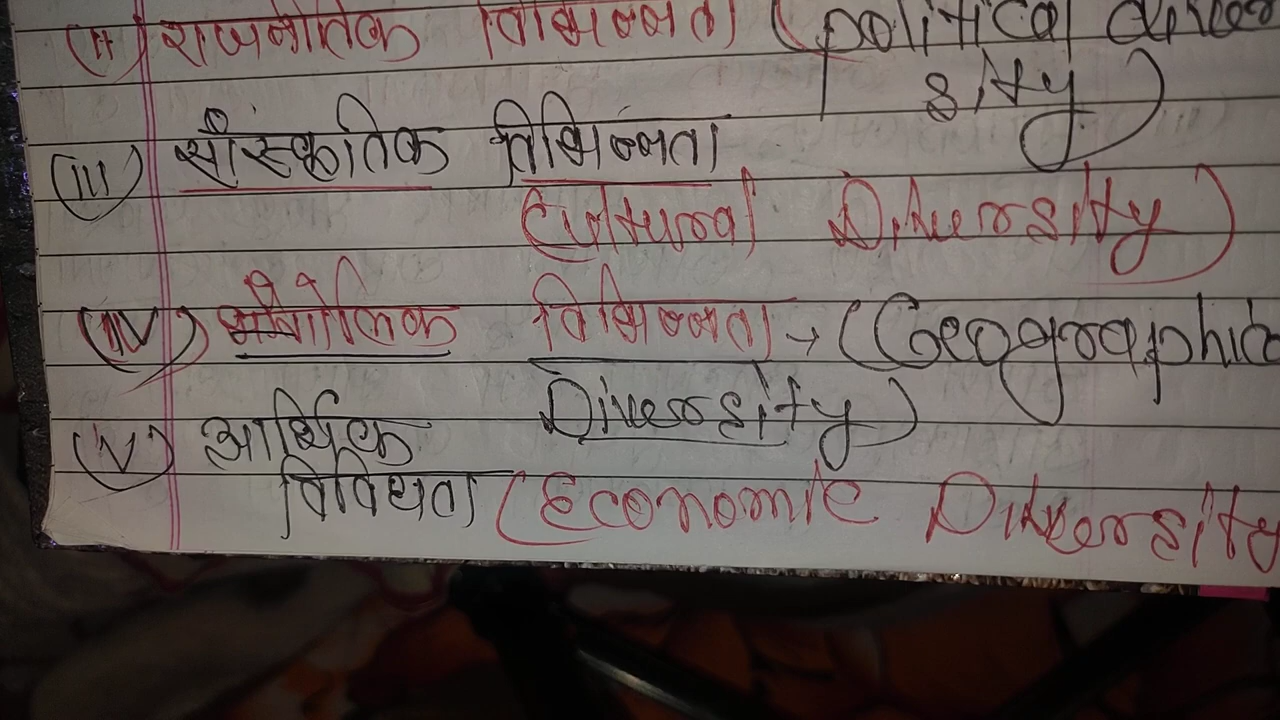 (ii) राजनीतिक विभिन्नता (political diver
sity)
(iii) साँस्कृतिक विभिन्नता
(Cultural Diversity)
(iv) भौगोलिक विभिन्नता → (Geographic
Diversity)
(v) आर्थिक
विविधता (Economic Diversity